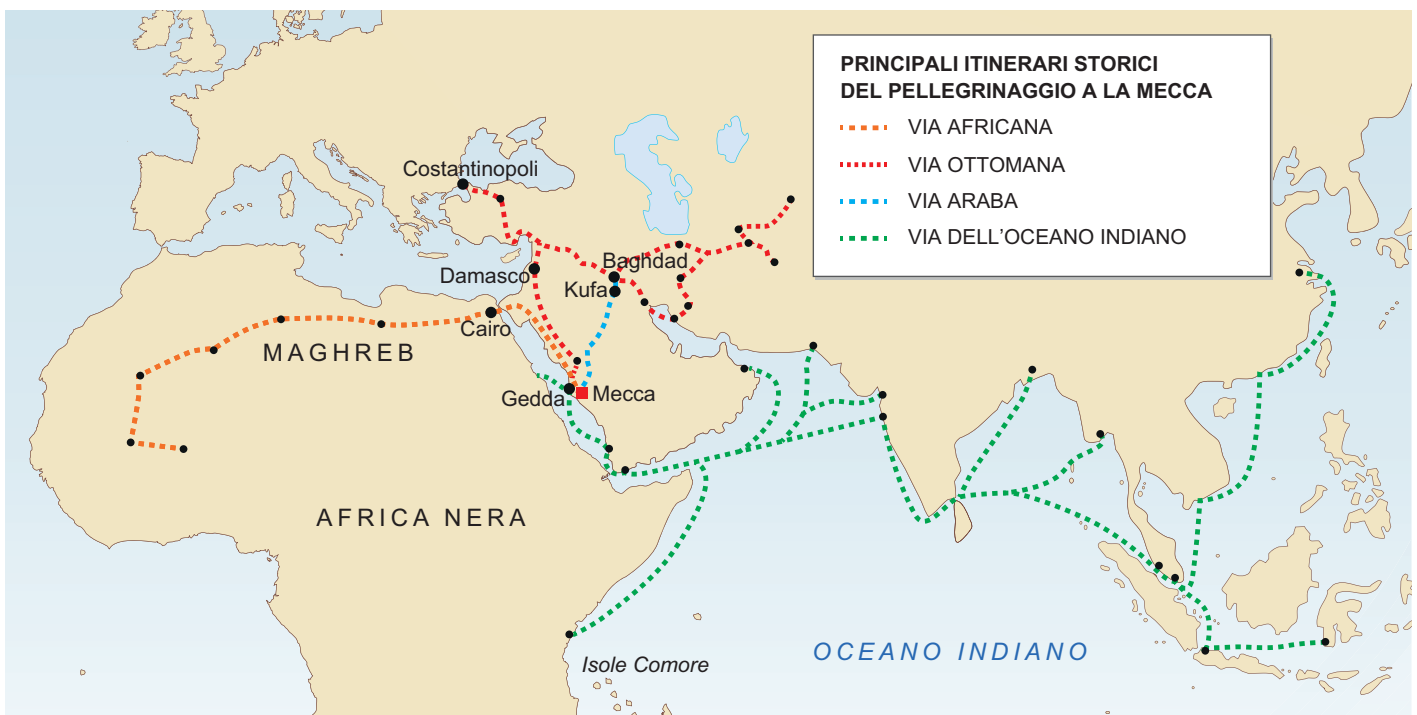 PRINCIPALI ITINERARI STORICI
DEL PELLEGRINAGGIO A LA MECCA
VIA AFRICANA
VIA OTTOMANA
VIA ARABA
VIA DELL'OCEANO INDIANO
Costantinopoli
Baghdad
Damasco
Kufa
Cairo
MAGHREB
Gedda
Mecca
AFRICA NERA
OCEANO INDIANO
Isole Comore